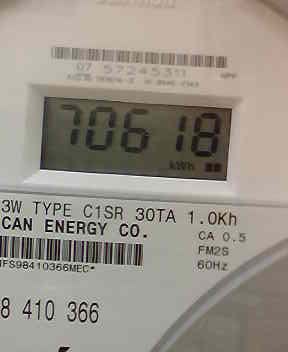 07 57245311
70618
kWh
3W TYPE C1SR 30TA 1.0Kh
CAN ENERGY CO.
CA 0.5
FM2S
IFS98410366MEC*
60Hz
8 410 366